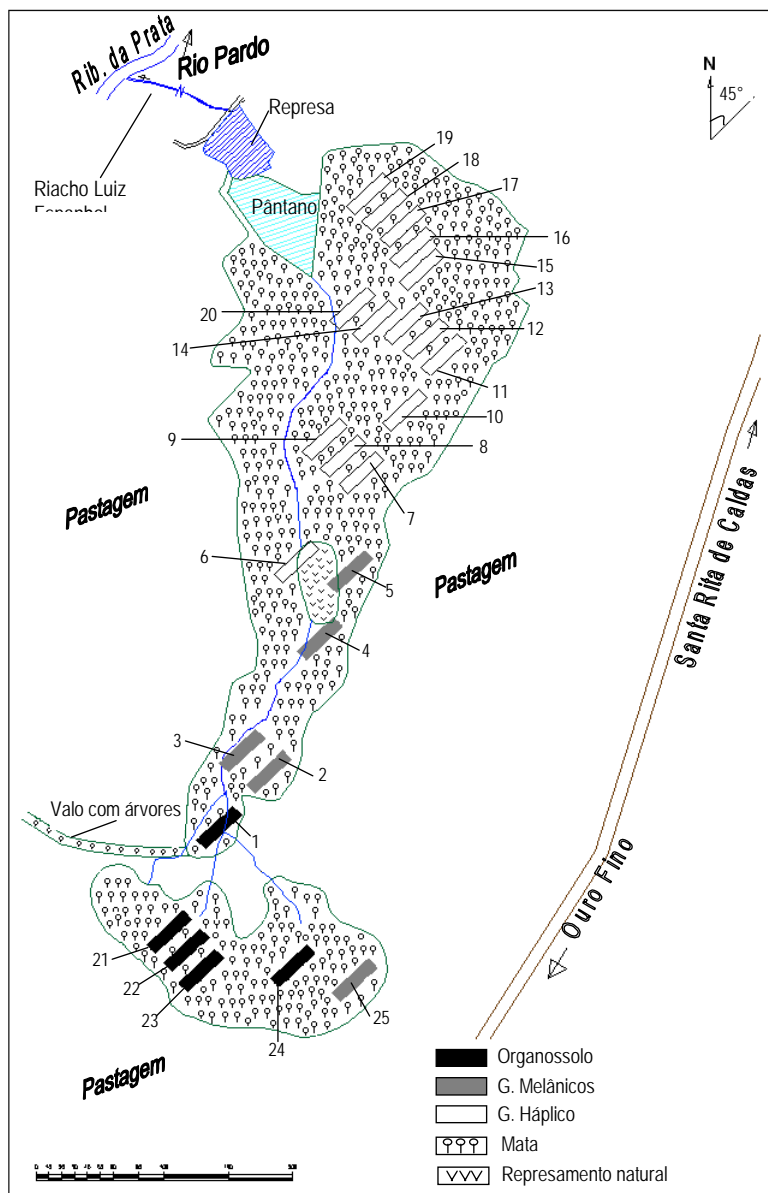 Rib. da Prata
Rio Pardo
N
45°
Represa
Riacho Luiz
Pântano
19
18
17
16
15
13
12
20
14
11
10
9
8
7
Pastagem
6
5
Pastagem
4
Santa Rita de Caldas
3
2
Valo com árvores
1
Ouro Fino
21
22
23
24
25
Pastagem
Organossolo
G. Melânicos
G. Háplico
Mata
Represamento natural